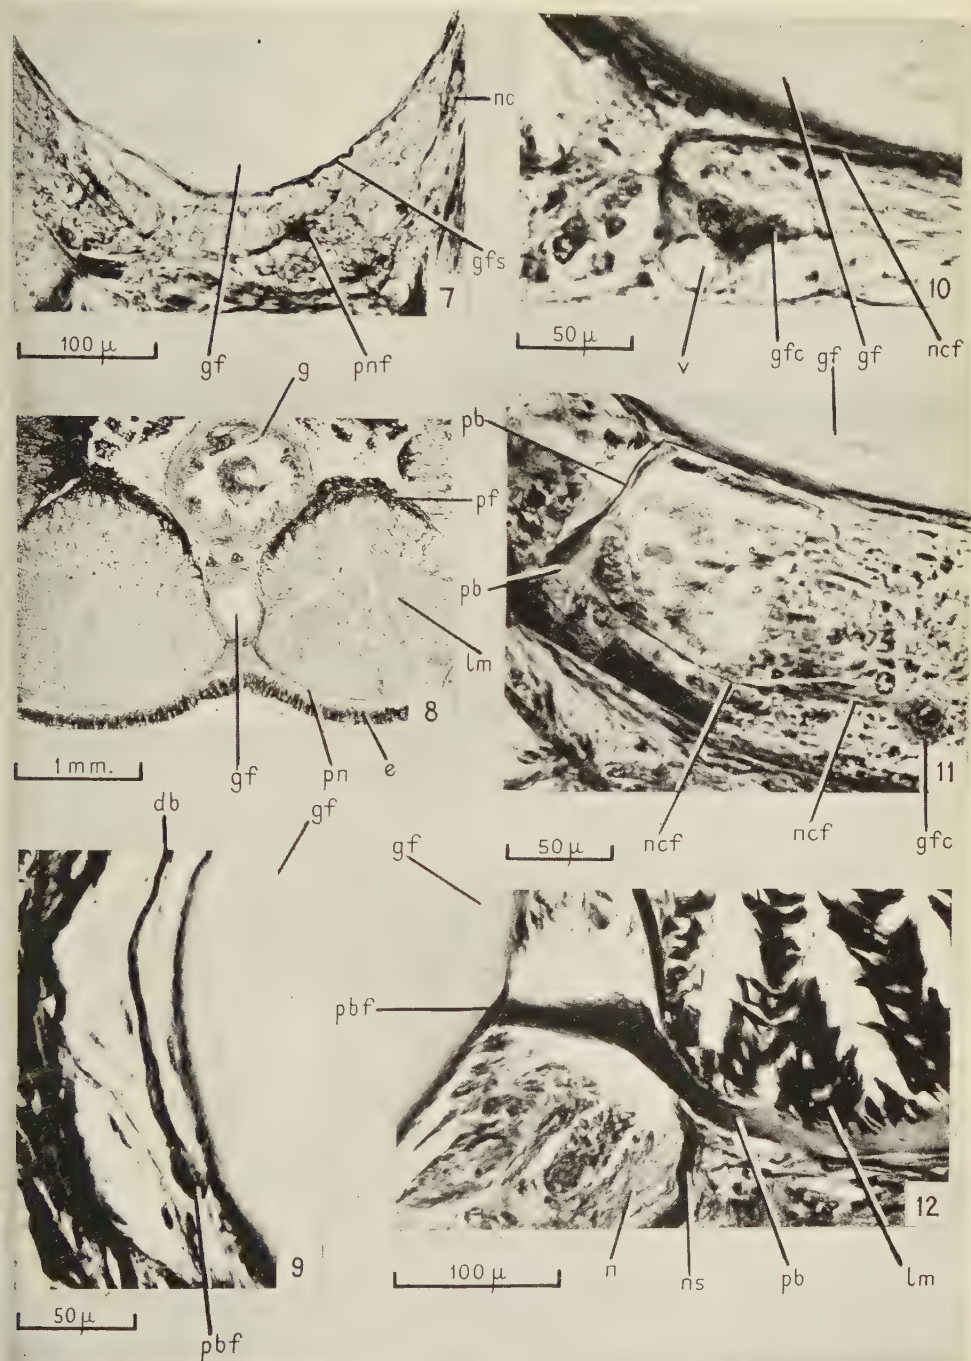 nc
gfs
7
100 µ
gf
pnf
10
50 µ
v
gfc
gf
gf
ncf
g
pf
lm
8
1 mm.
gf
pn
e
pb
pb
11
50 µ
ncf
ncf
gfc
db
gf
9
50 µ
pbf
gf
pbf
12
100 µ
n
ns
pb
lm